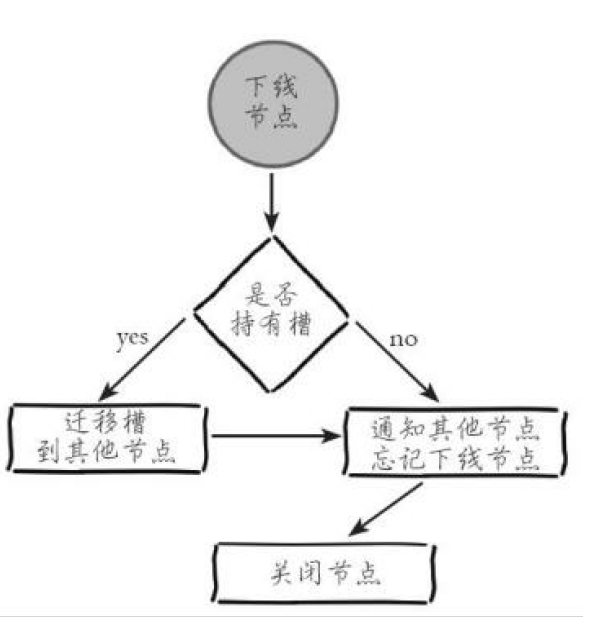 下线
节点
是否
持有槽
yes
no
迁移槽
到其他节点
通知其他节点
忘记下线节点
关闭节点